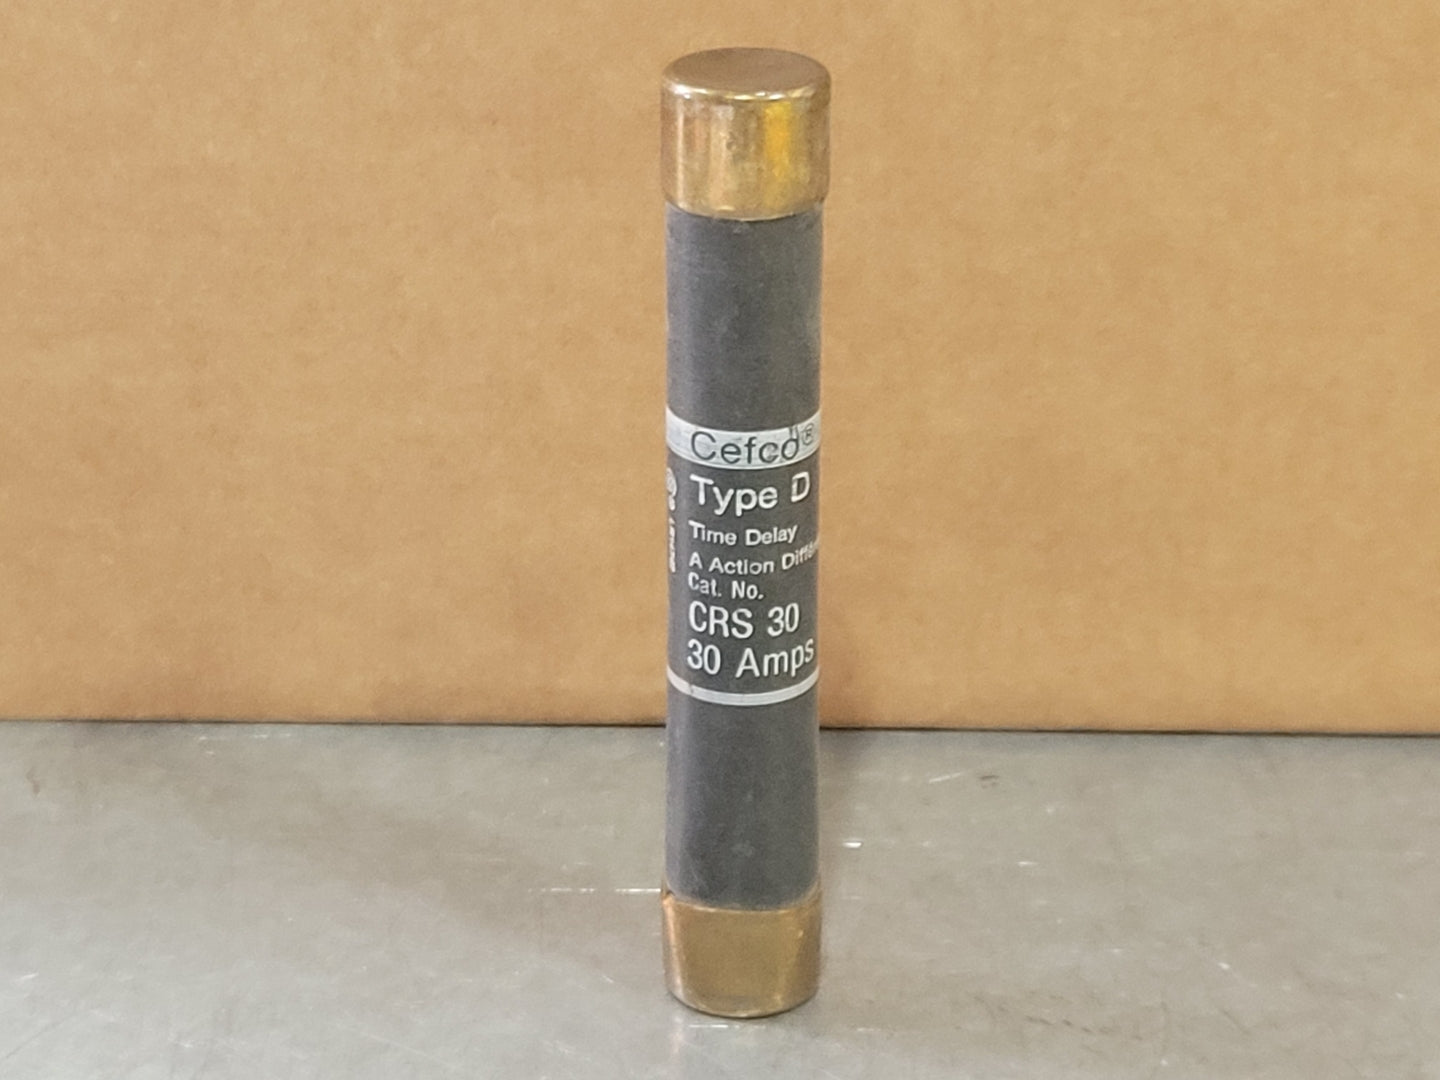 Cefco®
Type D
Time Delay
A Action
Cat. No.
CRS 30
30 Amps